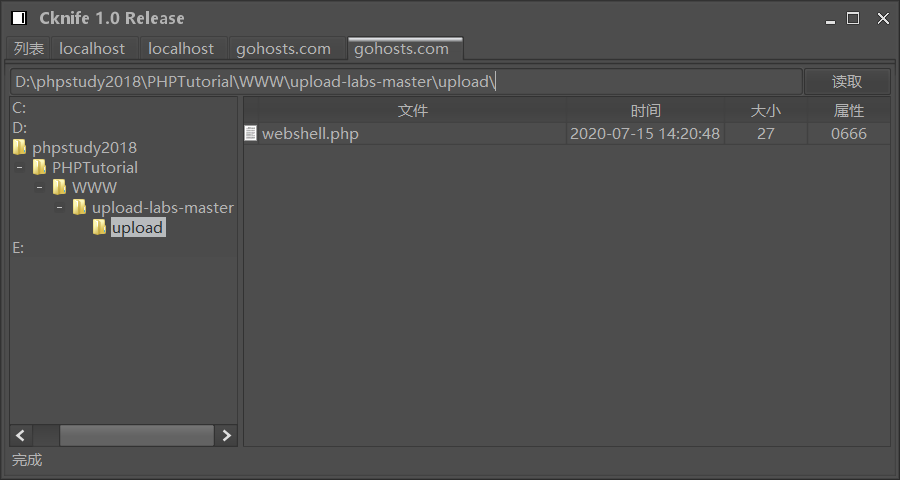 Cknife 1.0 Release
列表 localhost localhost gohosts.com gohosts.com
D:\phpstudy2018\PHPTutorial\WWW\upload-labs-master\upload\ 读取
文件 时间 大小 属性
webshell.php 2020-07-15 14:20:48 27 0666
C:
D:
phpstudy2018
PHPTutorial
WWW
upload-labs-master
upload
E:
完成